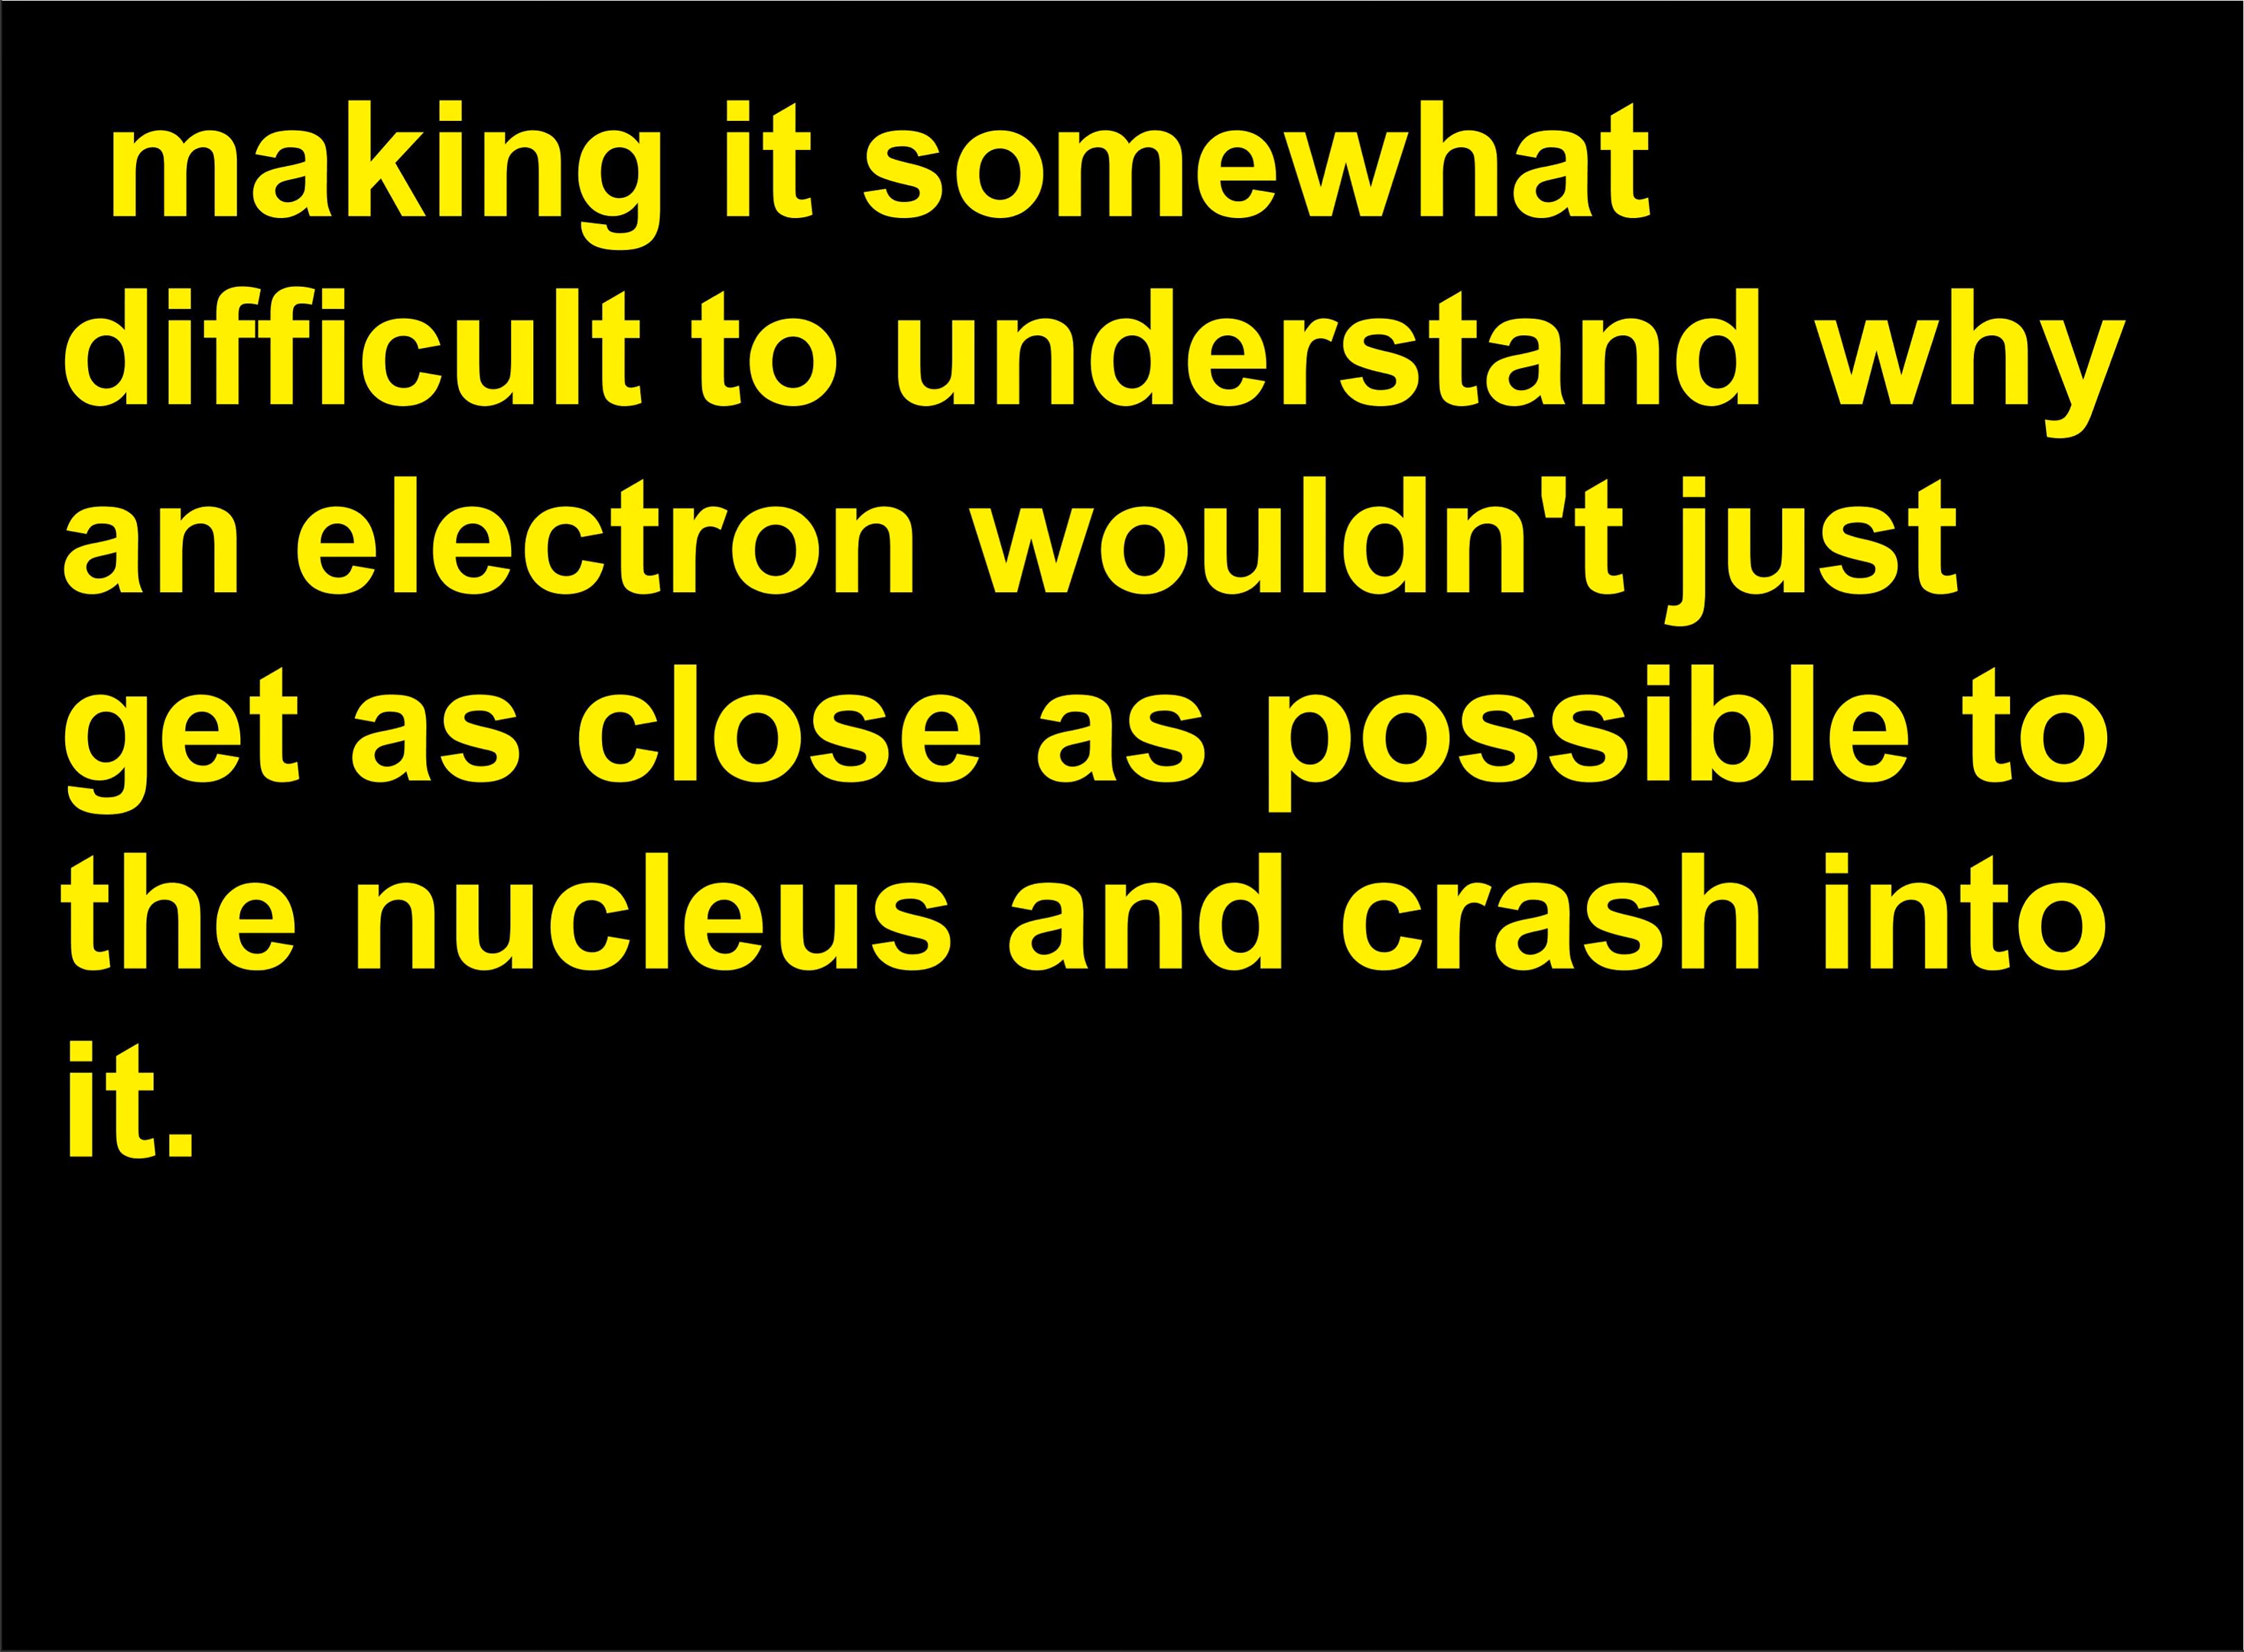 making it somewhat
difficult to understand why
an electron wouldn't just
get as close as possible to
the nucleus and crash into
it.